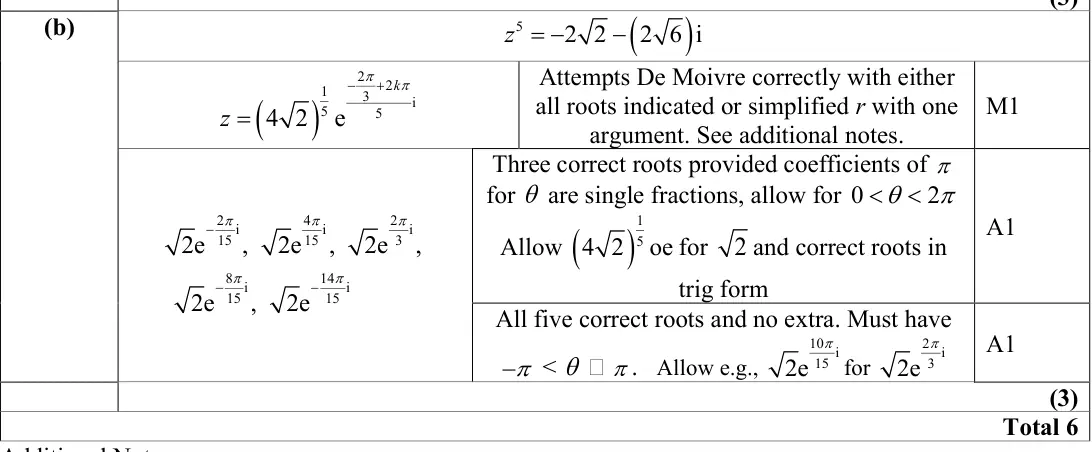 (3)
(b)
z⁵ = −2√2 − (2√6)i
z = (4√2)^(1/5) e^(((−2π/3 + 2kπ)/5) i)
Attempts De Moivre correctly with either
all roots indicated or simplified r with one
argument. See additional notes.
M1
√2e^(−(2π/15)i), √2e^((4π/15)i), √2e^((2π/3)i),
√2e^(−(8π/15)i), √2e^(−(14π/15)i)
Three correct roots provided coefficients of π
for θ are single fractions, allow for 0 < θ < 2π
Allow (4√2)^(1/5) oe for √2 and correct roots in
trig form
A1
All five correct roots and no extra. Must have
−π < θ □ π. Allow e.g., √2e^((10π/15)i) for √2e^((2π/3)i)
A1
(3)
Total 6